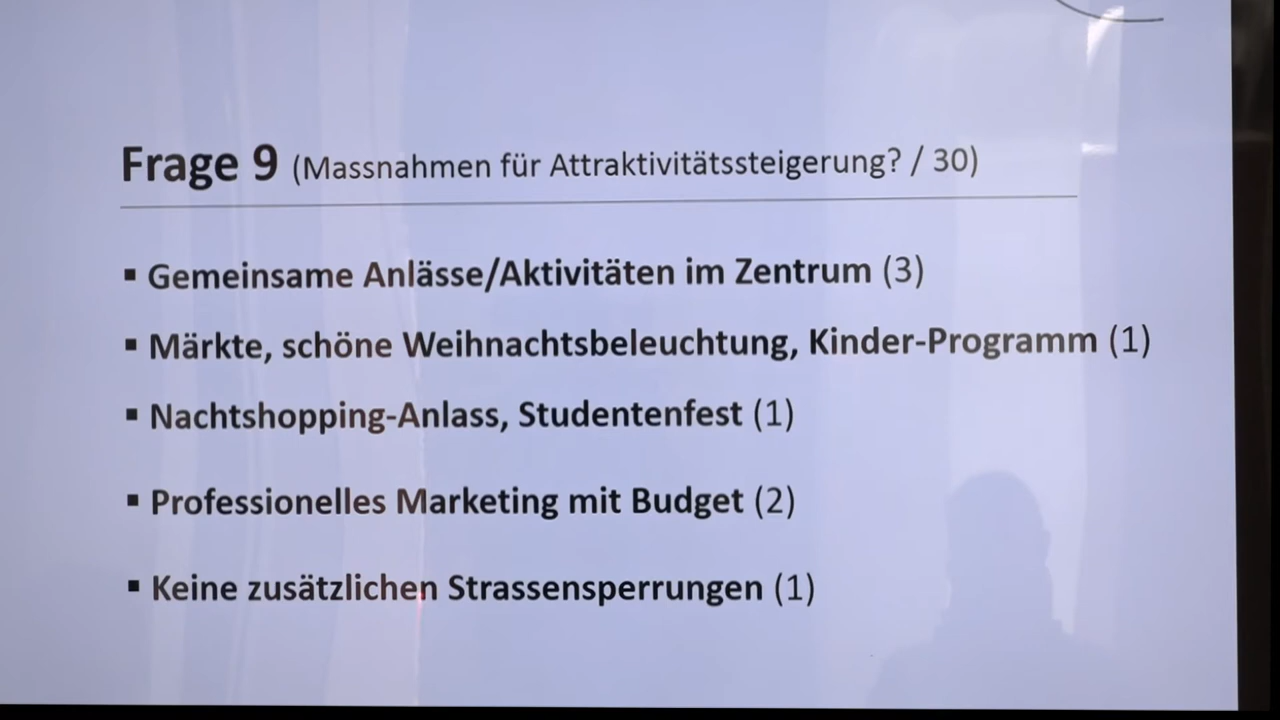 Frage 9 (Massnahmen für Attraktivitätssteigerung? / 30)
▪ Gemeinsame Anlässe/Aktivitäten im Zentrum (3)
▪ Märkte, schöne Weihnachtsbeleuchtung, Kinder-Programm (1)
▪ Nachtshopping-Anlass, Studentenfest (1)
▪ Professionelles Marketing mit Budget (2)
▪ Keine zusätzlichen Strassensperrungen (1)